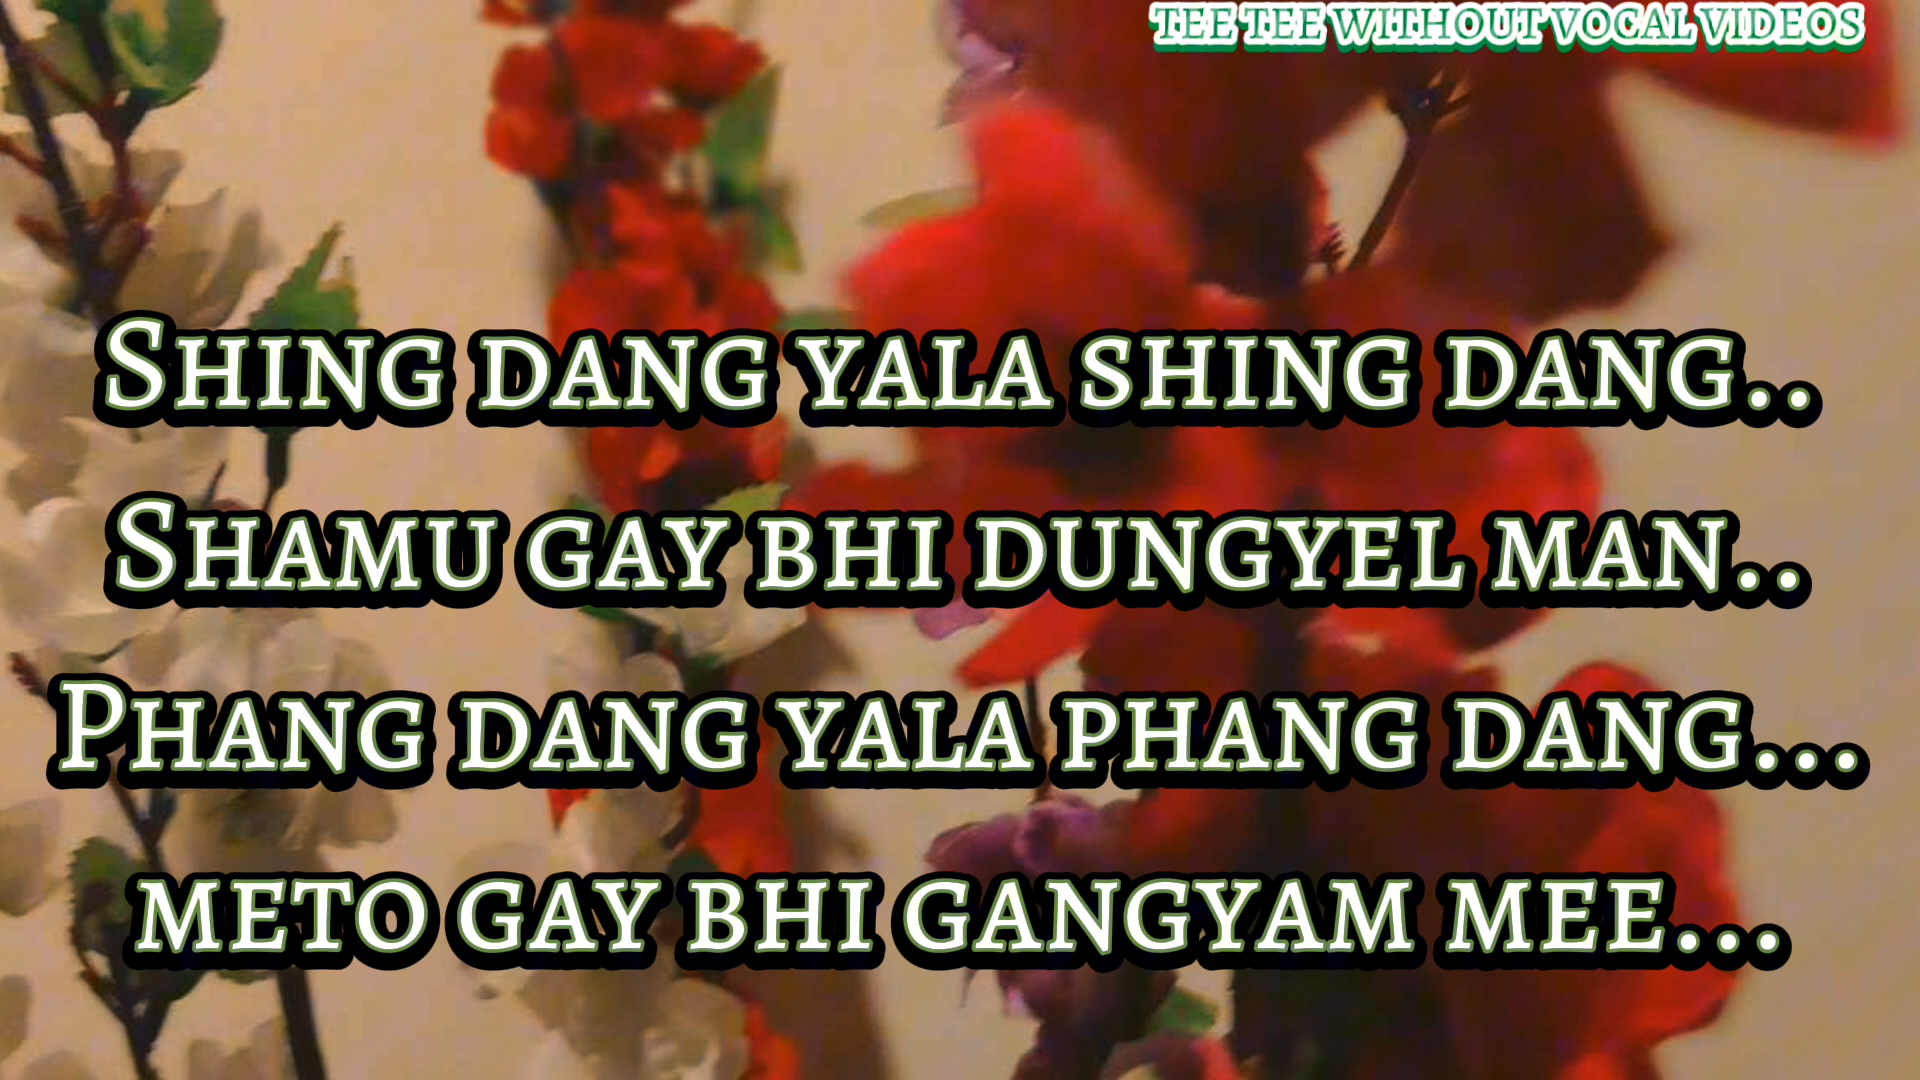 TEE TEE WITHOUT VOCAL VIDEOS
Shing dang yala shing dang..
Shamu gay bhi dungyel man..
Phang dang yala phang dang...
meto gay bhi gangyam mee...